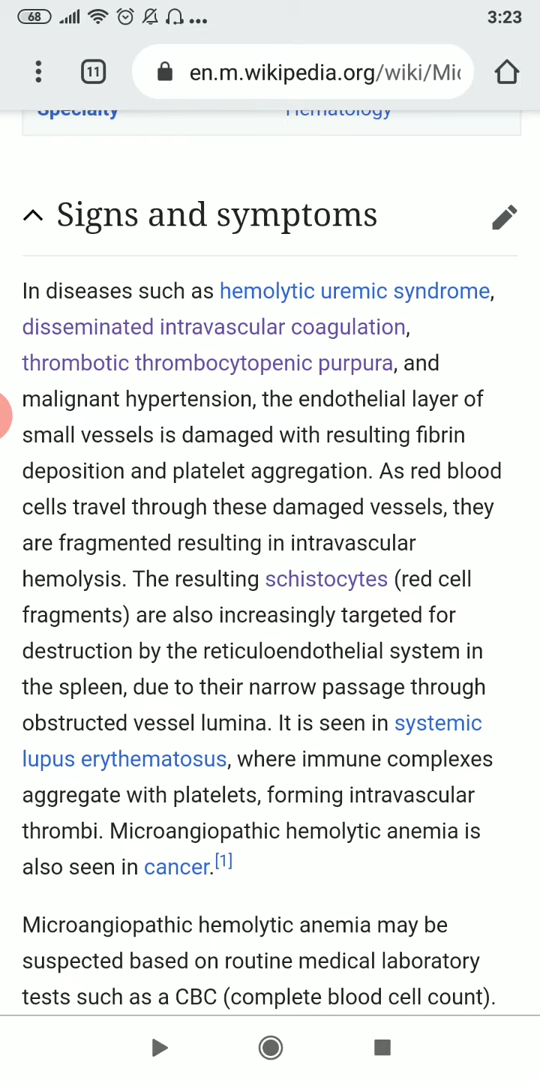 68
3:23
11
en.m.wikipedia.org/wiki/Mic
Specialty Hematology
Signs and symptoms
In diseases such as hemolytic uremic syndrome,
disseminated intravascular coagulation,
thrombotic thrombocytopenic purpura, and
malignant hypertension, the endothelial layer of
small vessels is damaged with resulting fibrin
deposition and platelet aggregation. As red blood
cells travel through these damaged vessels, they
are fragmented resulting in intravascular
hemolysis. The resulting schistocytes (red cell
fragments) are also increasingly targeted for
destruction by the reticuloendothelial system in
the spleen, due to their narrow passage through
obstructed vessel lumina. It is seen in systemic
lupus erythematosus, where immune complexes
aggregate with platelets, forming intravascular
thrombi. Microangiopathic hemolytic anemia is
also seen in cancer.[1]
Microangiopathic hemolytic anemia may be
suspected based on routine medical laboratory
tests such as a CBC (complete blood cell count).